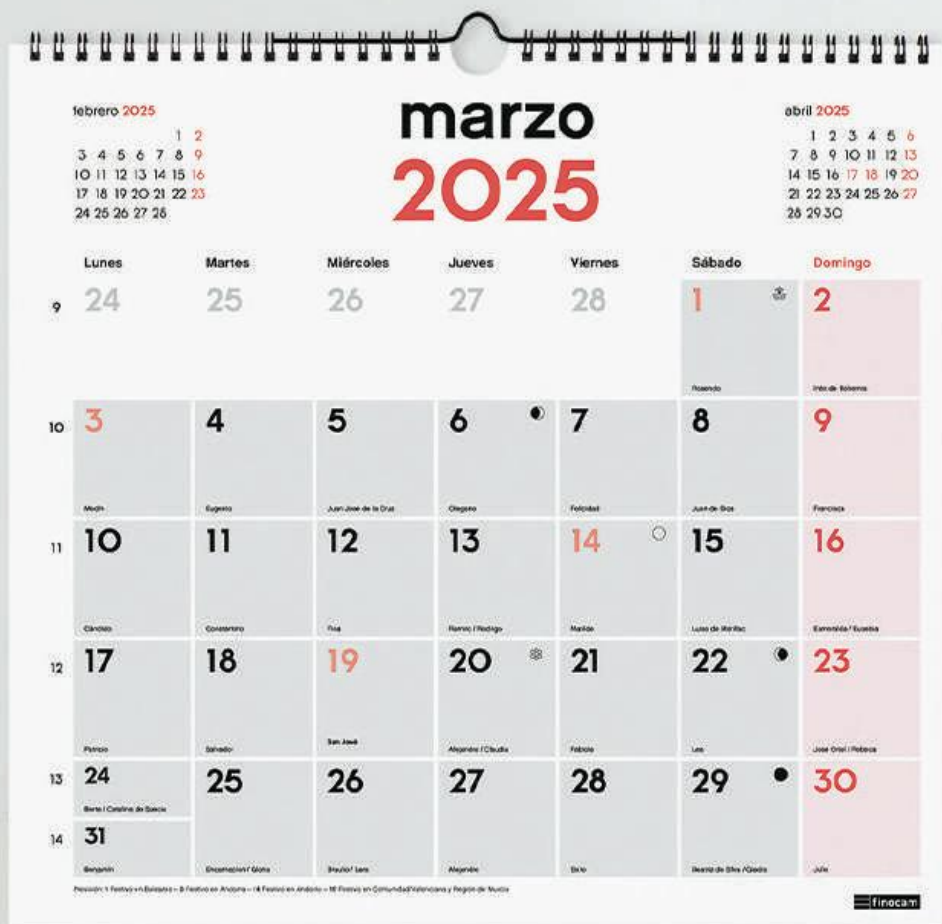 febrero 2025
marzo
abril 2025
2025
1 2
3 4 5 6 7 8 9
10 11 12 13 14 15 16
17 18 19 20 21 22 23
24 25 26 27 28
1 2 3 4 5 6
7 8 9 10 11 12 13
14 15 16 17 18 19 20
21 22 23 24 25 26 27
28 29 30
Lunes Martes Miércoles Jueves Viernes Sábado Domingo
9 24 25 26 27 28 1 2
Rosendo
10 3 4 5 6 7 8 9
Eugenio Juan José de la Cruz Olegario Felicidad Juan de Dios Francisca
11 10 11 12 13 14 15 16
Cándido Constantino Ramiro / Rodrigo Matilde Luisa de Marillac Esmeralda / Eusebia
12 17 18 19 20 21 22 23
Patricio Salvador San José Alejandro / Claudia Fabiola Lea José Oriol / Rebeca
13 24 25 26 27 28 29 30
Berta / Catalina de Suecia
14 31
Benjamín Encarnación / Gloria Braulio / Lara Alejandro Sixto Beatriz de Silva / Gladis Julio
finocam